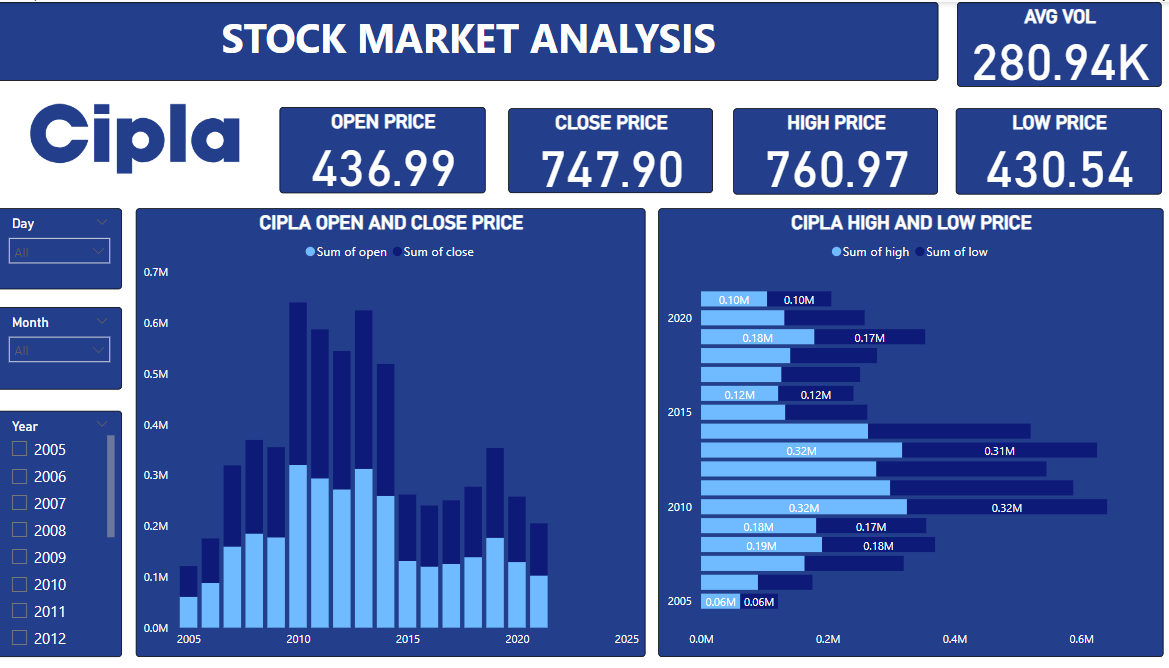 STOCK MARKET ANALYSIS
AVG VOL
280.94K
Cipla
OPEN PRICE
436.99
CLOSE PRICE
747.90
HIGH PRICE
760.97
LOW PRICE
430.54
Day
All
Month
All
Year
2005
2006
2007
2008
2009
2010
2011
2012
CIPLA OPEN AND CLOSE PRICE
Sum of open Sum of close
0.7M
0.6M
0.5M
0.4M
0.3M
0.2M
0.1M
0.0M
2005 2010 2015 2020 2025
CIPLA HIGH AND LOW PRICE
Sum of high Sum of low
0.10M 0.10M
2020
0.18M 0.17M
0.12M 0.12M
2015
0.32M 0.31M
2010 0.32M 0.32M
0.18M 0.17M
0.19M 0.18M
2005 0.06M 0.06M
0.0M 0.2M 0.4M 0.6M